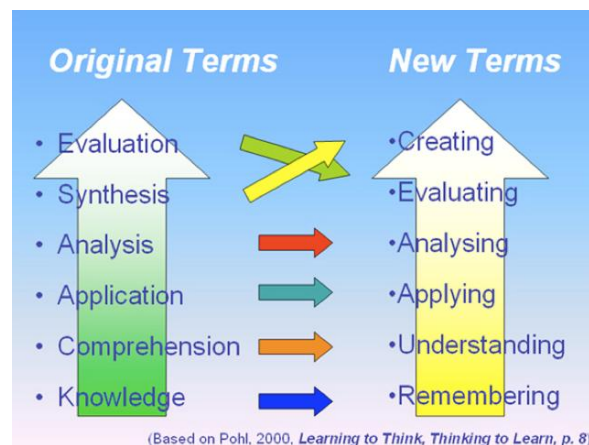 Original Terms
New Terms
• Evaluation
•Creating
• Synthesis
•Evaluating
• Analysis
•Analysing
• Application
•Applying
• Comprehension
•Understanding
• Knowledge
•Remembering
(Based on Pohl, 2000, Learning to Think, Thinking to Learn, p. 8)